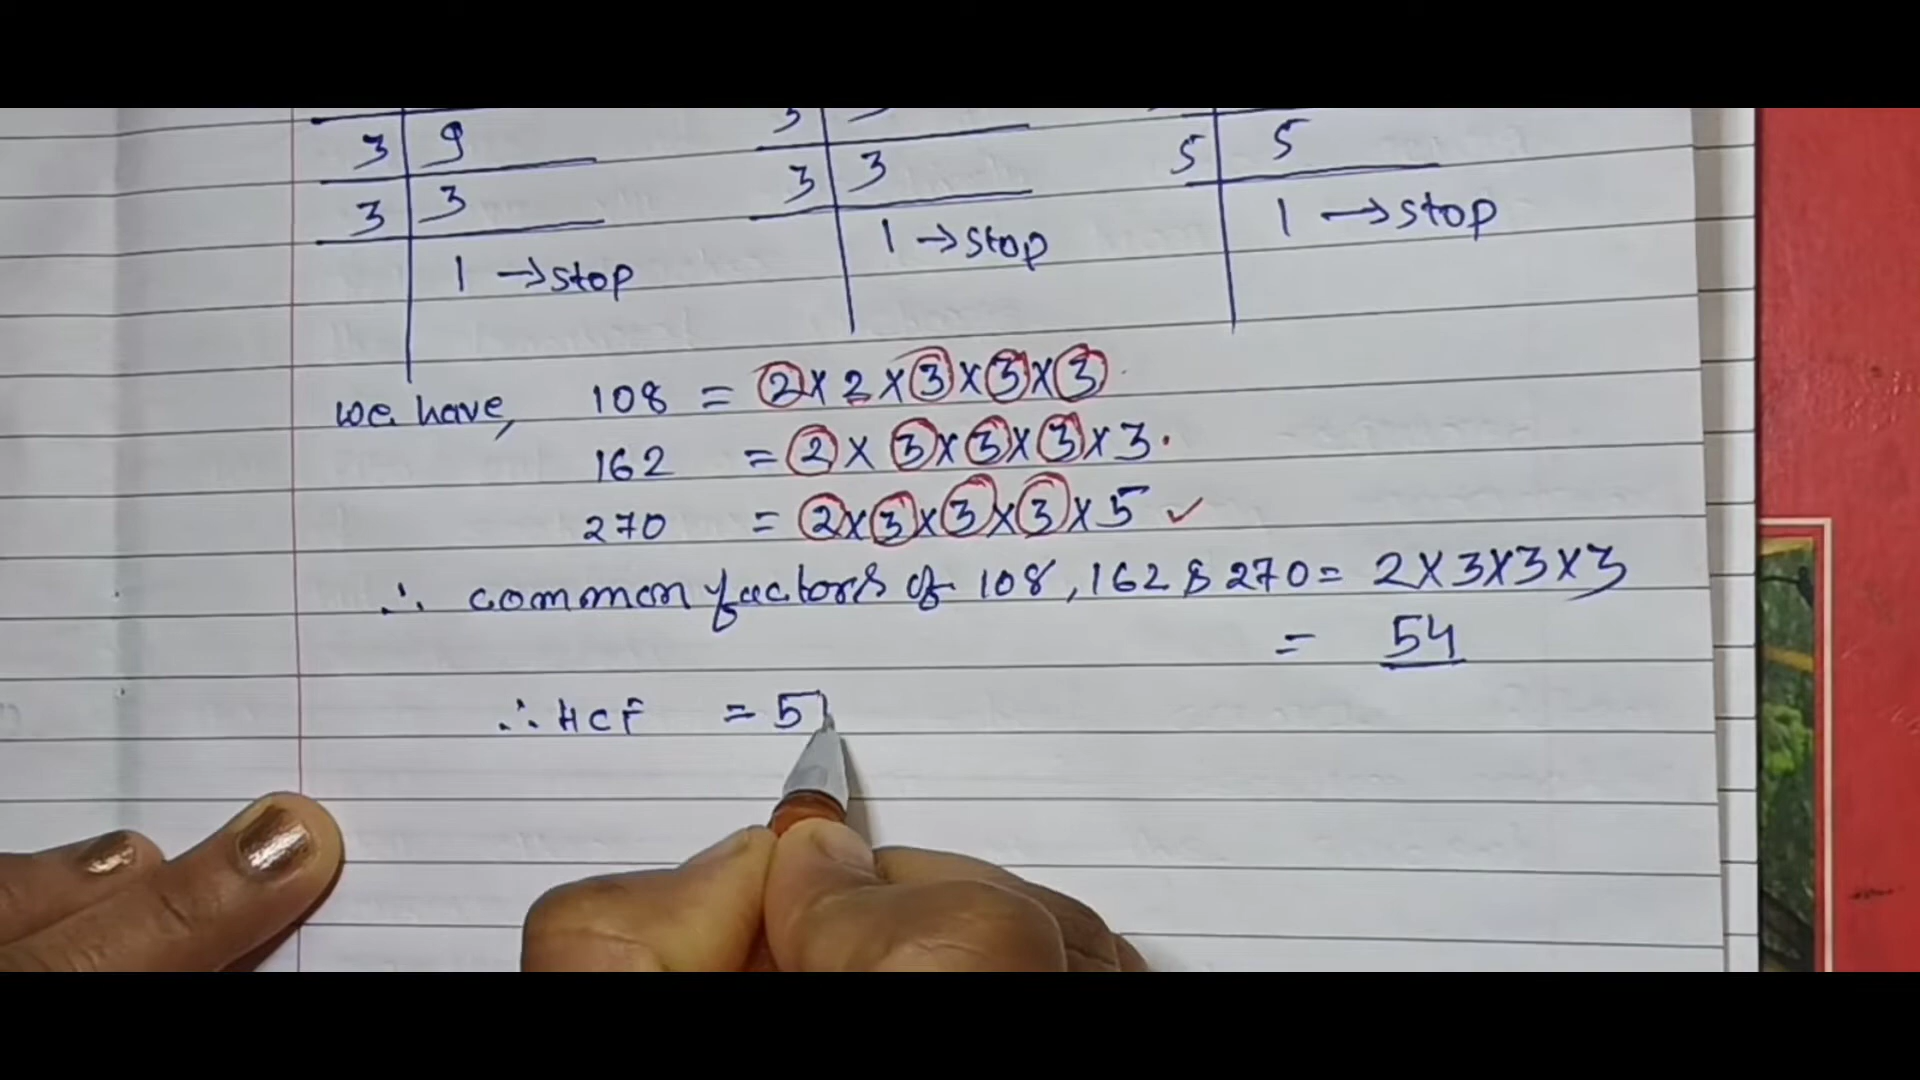 3 9 3
3 3 3 3 5 5
3 1 → stop 1 → stop
1 → stop
we have, 108 = 2 × 2 × 3 × 3 × 3
162 = 2 × 3 × 3 × 3 × 3.
270 = 2 × 3 × 3 × 3 × 5 ✓
∴ common factors of 108, 162 & 270 = 2 × 3 × 3 × 3
= 54
∴ HCF = 5